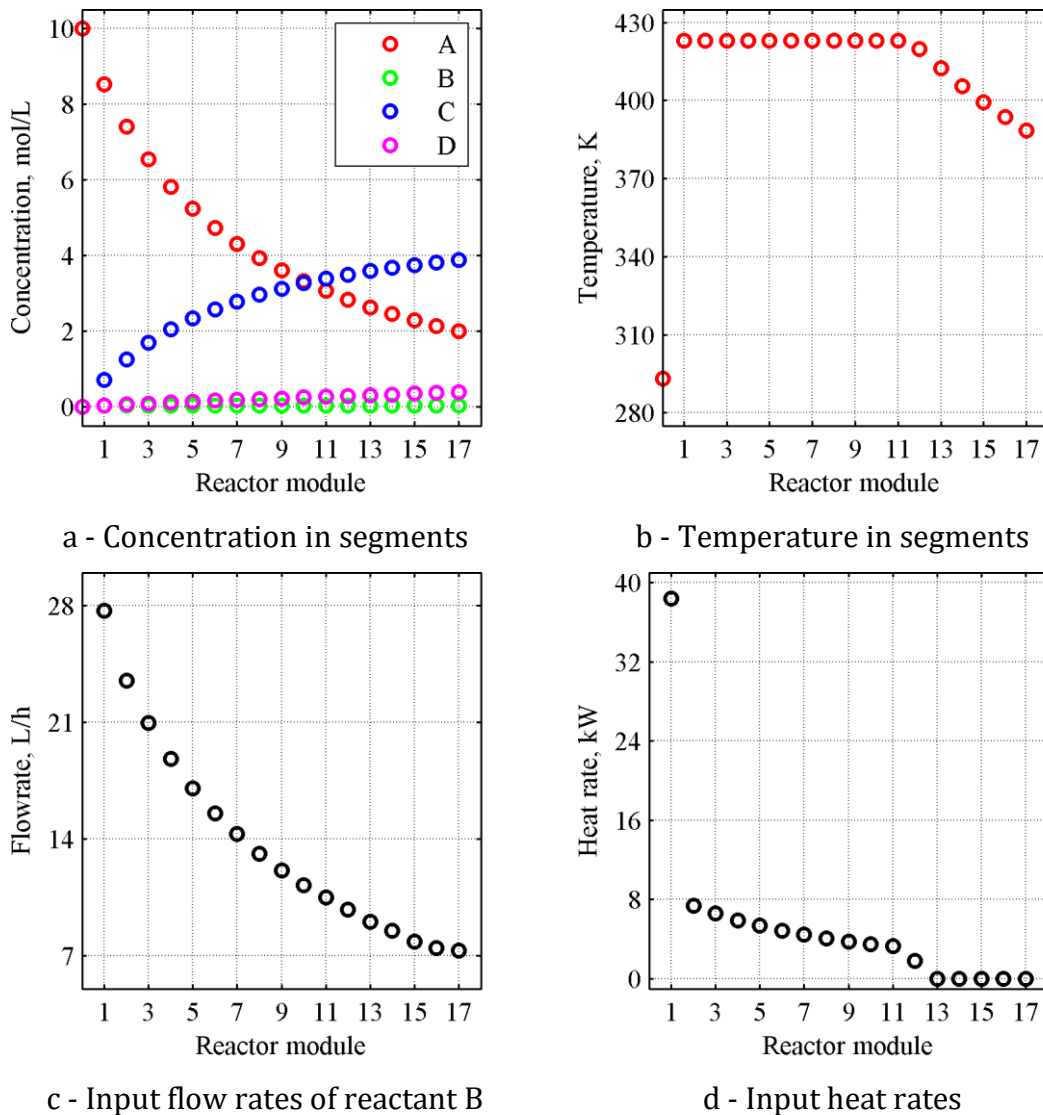 10
8
6
4
2
0
Concentration, mol/L
A
B
C
D
1 3 5 7 9 11 13 15 17
Reactor module
a - Concentration in segments
430
400
370
340
310
280
Temperature, K
1 3 5 7 9 11 13 15 17
Reactor module
b - Temperature in segments
28
21
14
7
Flowrate, L/h
1 3 5 7 9 11 13 15 17
Reactor module
c - Input flow rates of reactant B
40
32
24
16
8
0
Heat rate, kW
1 3 5 7 9 11 13 15 17
Reactor module
d - Input heat rates